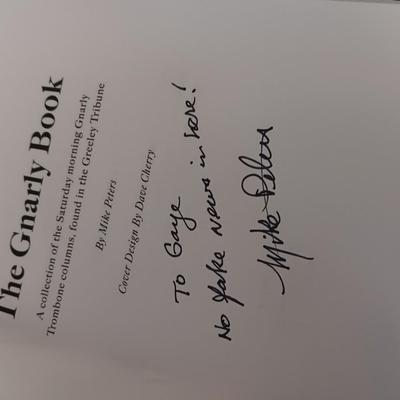 The Gnarly Book
A collection of the Saturday morning Gnarly
Trombone columns, found in the Greeley Tribune
By Mike Peters
Cover Design By Dave Cherry
To Gaye
No fake news in here!
Mike Peters